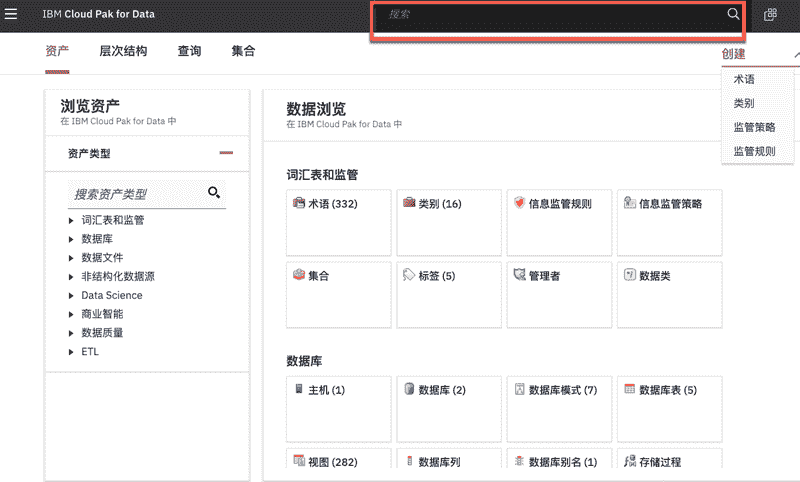 IBM Cloud Pak for Data
搜索
资产 层次结构 查询 集合
创建
术语
类别
监管策略
监管规则
浏览资产
在 IBM Cloud Pak for Data 中
资产类型
搜索资产类型
词汇表和监管
数据库
数据文件
非结构化数据源
Data Science
商业智能
数据质量
ETL
数据浏览
在 IBM Cloud Pak for Data 中
词汇表和监管
术语 (332) 类别 (16) 信息监管规则 信息监管策略
集合 标签 (5) 管理者 数据类
数据库
主机 (1) 数据库 (2) 数据库模式 (7) 数据库表 (5)
视图 (282) 数据库列 数据库别名 (1) 存储过程